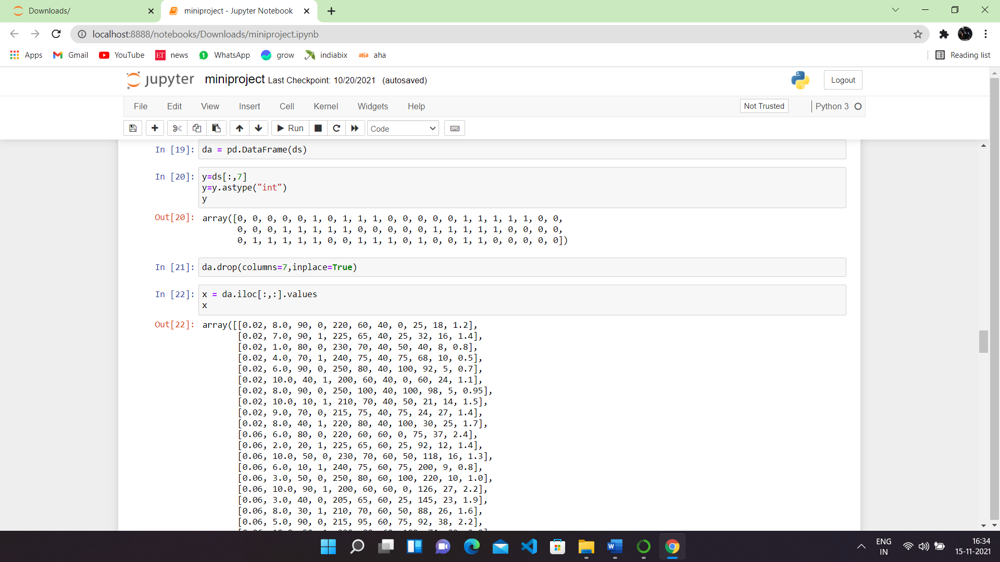 Downloads/
miniproject - Jupyter Notebook
localhost:8888/notebooks/Downloads/miniproject.ipynb
Apps Gmail YouTube ET news 1 WhatsApp grow indiabix aha aha
Reading list
jupyter miniproject Last Checkpoint: 10/20/2021 (autosaved)
Logout
File Edit View Insert Cell Kernel Widgets Help
Not Trusted
Python 3
Run
Code
In [19]: da = pd.DataFrame(ds)
In [20]: y=ds[:,7]
y=y.astype("int")
y
Out[20]: array([0, 0, 0, 0, 0, 1, 0, 1, 1, 1, 0, 0, 0, 0, 0, 1, 1, 1, 1, 1, 0, 0,
0, 0, 0, 1, 1, 1, 1, 1, 0, 0, 0, 0, 0, 1, 1, 1, 1, 1, 0, 0, 0, 0,
0, 1, 1, 1, 1, 1, 0, 0, 1, 1, 1, 0, 1, 0, 0, 1, 1, 0, 0, 0, 0, 0])
In [21]: da.drop(columns=7,inplace=True)
In [22]: x = da.iloc[:,:].values
x
Out[22]: array([[0.02, 8.0, 90, 0, 220, 60, 40, 0, 25, 18, 1.2],
[0.02, 7.0, 90, 1, 225, 65, 40, 25, 32, 16, 1.4],
[0.02, 1.0, 80, 0, 230, 70, 40, 50, 40, 8, 0.8],
[0.02, 4.0, 70, 1, 240, 75, 40, 75, 68, 10, 0.5],
[0.02, 6.0, 90, 0, 250, 80, 40, 100, 92, 5, 0.7],
[0.02, 10.0, 40, 1, 200, 60, 40, 0, 60, 24, 1.1],
[0.02, 8.0, 90, 0, 250, 100, 40, 100, 98, 5, 0.95],
[0.02, 10.0, 10, 1, 210, 70, 40, 50, 21, 14, 1.5],
[0.02, 9.0, 70, 0, 215, 75, 40, 75, 24, 27, 1.4],
[0.02, 8.0, 40, 1, 220, 80, 40, 100, 30, 25, 1.7],
[0.06, 6.0, 80, 0, 220, 60, 60, 0, 75, 37, 2.4],
[0.06, 2.0, 20, 1, 225, 65, 60, 25, 92, 12, 1.4],
[0.06, 10.0, 50, 0, 230, 70, 60, 50, 118, 16, 1.3],
[0.06, 6.0, 10, 1, 240, 75, 60, 75, 200, 9, 0.8],
[0.06, 3.0, 50, 0, 250, 80, 60, 100, 220, 10, 1.0],
[0.06, 10.0, 90, 1, 200, 60, 60, 0, 126, 27, 2.2],
[0.06, 3.0, 40, 0, 205, 65, 60, 25, 145, 23, 1.9],
[0.06, 8.0, 30, 1, 210, 70, 60, 50, 88, 26, 1.6],
[0.06, 5.0, 90, 0, 215, 95, 60, 75, 92, 38, 2.2],
W
ENG
IN
16:34
15-11-2021